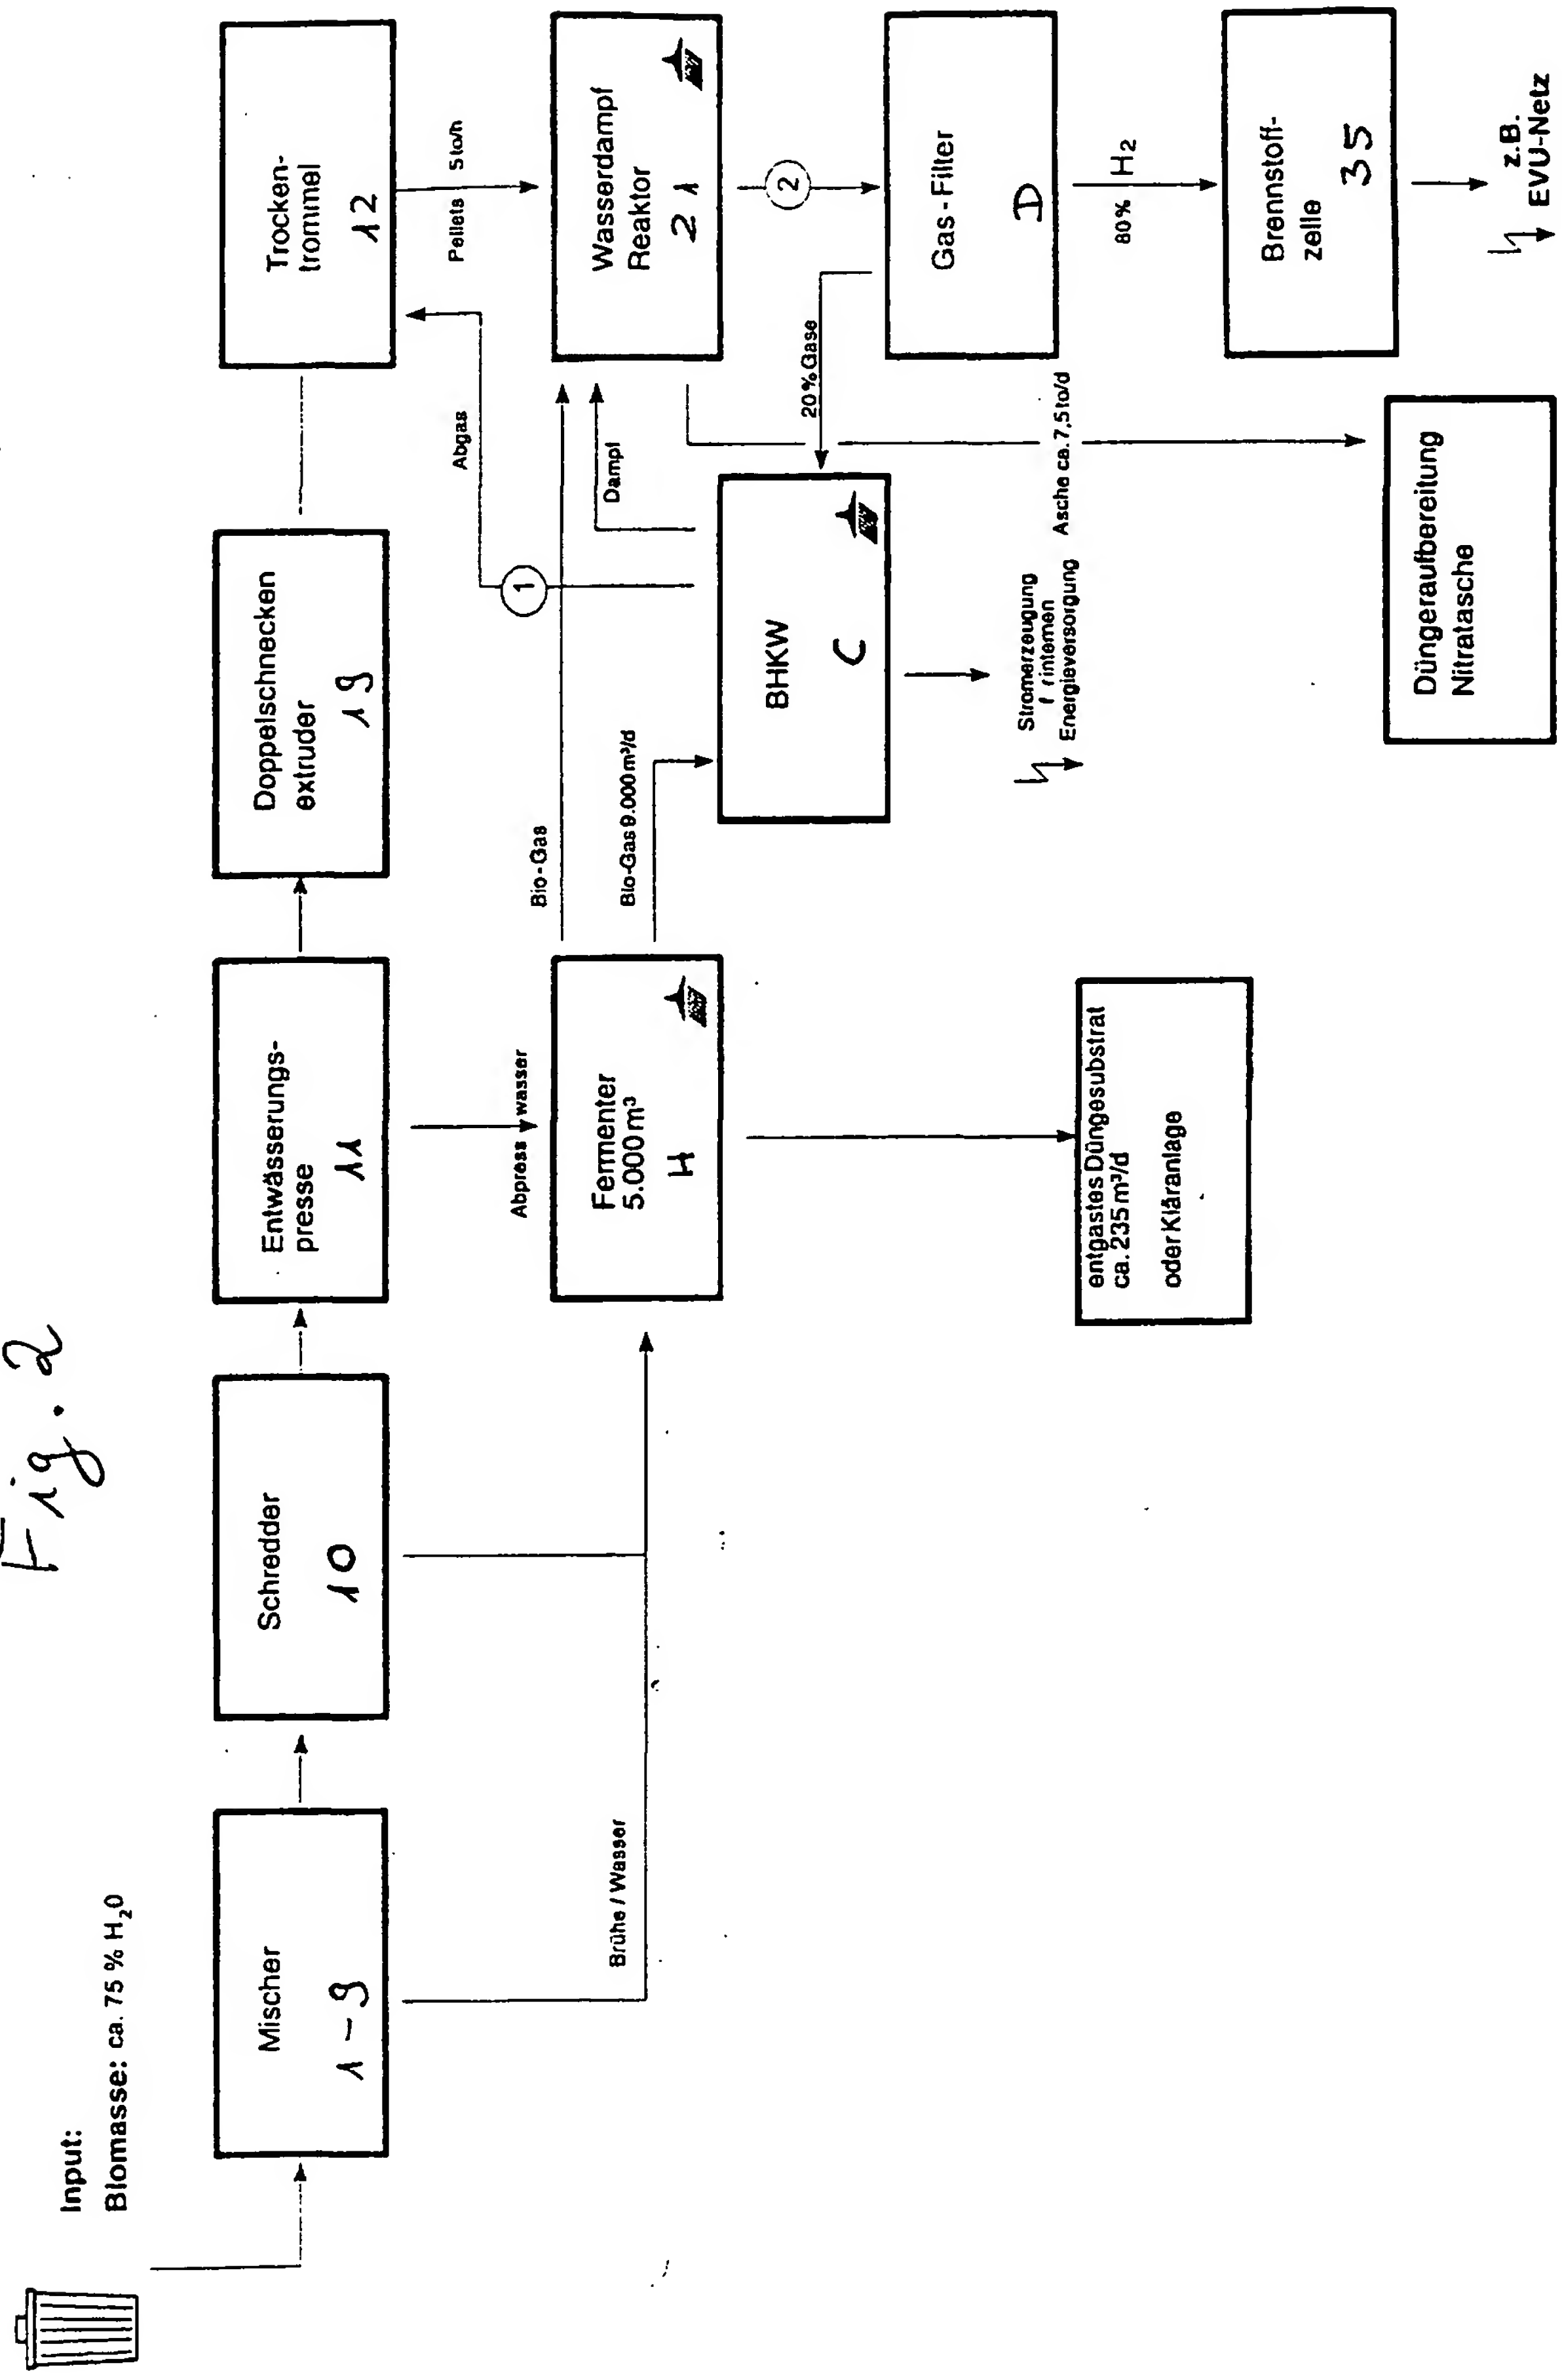 Fig. 2
Input:
Biomasse: ca. 75 % H₂O
Mischer
1-9
Schredder
10
Entwässerungs-
presse
11
Doppelschnecken
extruder
19
Trocken-
trommel
12
Brühe / Wasser
Abpress wasser
Bio-Gas
Bio-Gas 9.000 m³/d
Abgas
1
Dampf
Pellets 5 to/h
Fermenter
5.000 m³
H
BHKW
C
Wasserdampf
Reaktor
21
2
20% Gase
Gas-Filter
D
80% H2
Brennstoff-
zelle
35
z.B.
EVU-Netz
Stromerzeugung
f r internen
Energieversorgung
Asche ca. 7,5 to/d
entgastes Düngesubstrat
ca. 235 m³/d
oder Kläranlage
Düngeraufbereitung
Nitratasche